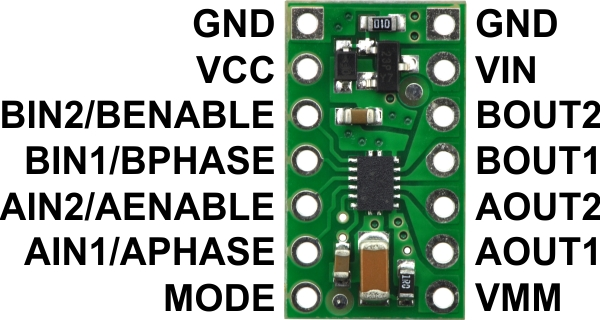 GND GND
VCC VIN
BIN2/BENABLE BOUT2
BIN1/BPHASE BOUT1
AIN2/AENABLE AOUT2
AIN1/APHASE AOUT1
MODE VMM